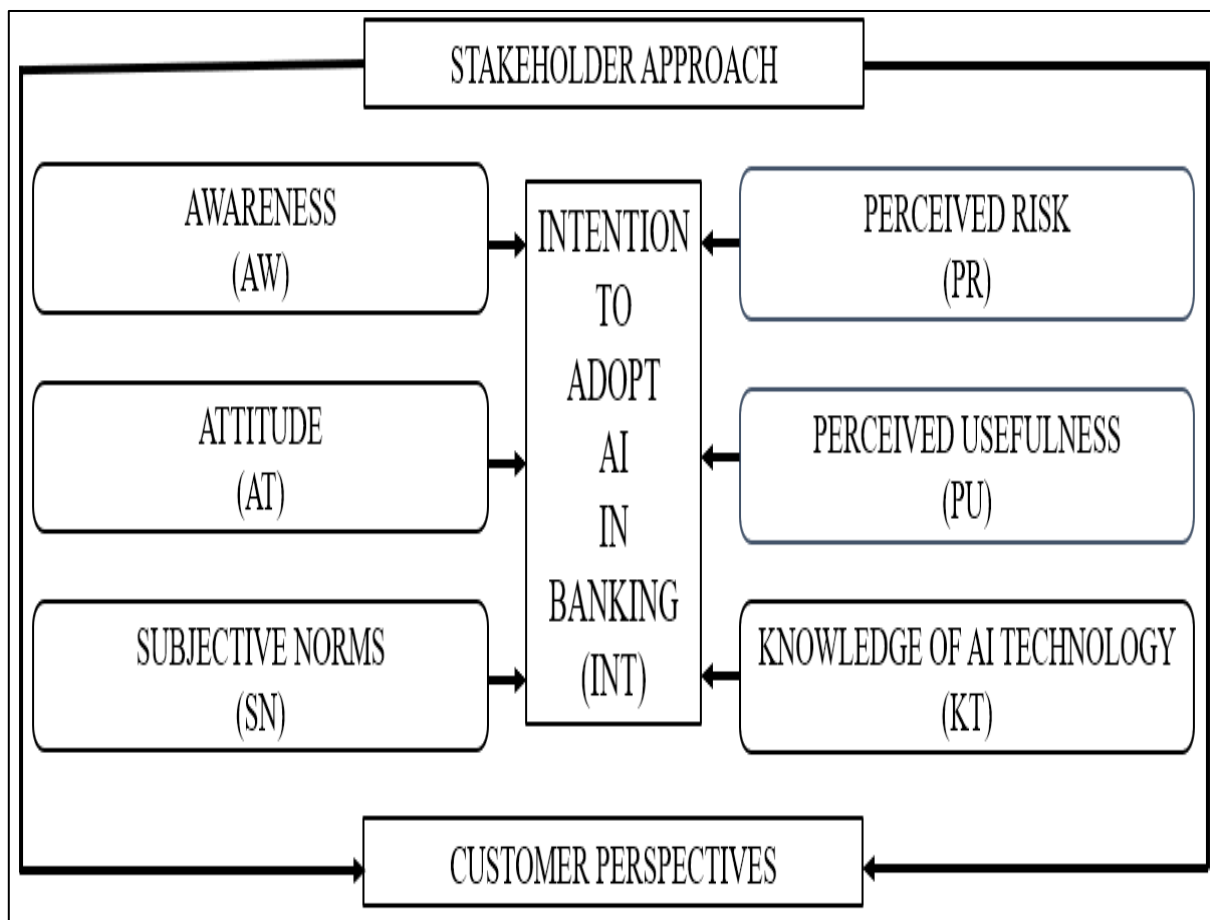 STAKEHOLDER APPROACH
AWARENESS
(AW)
ATTITUDE
(AT)
SUBJECTIVE NORMS
(SN)
INTENTION
TO
ADOPT
AI
IN
BANKING
(INT)
PERCEIVED RISK
(PR)
PERCEIVED USEFULNESS
(PU)
KNOWLEDGE OF AI TECHNOLOGY
(KT)
CUSTOMER PERSPECTIVES